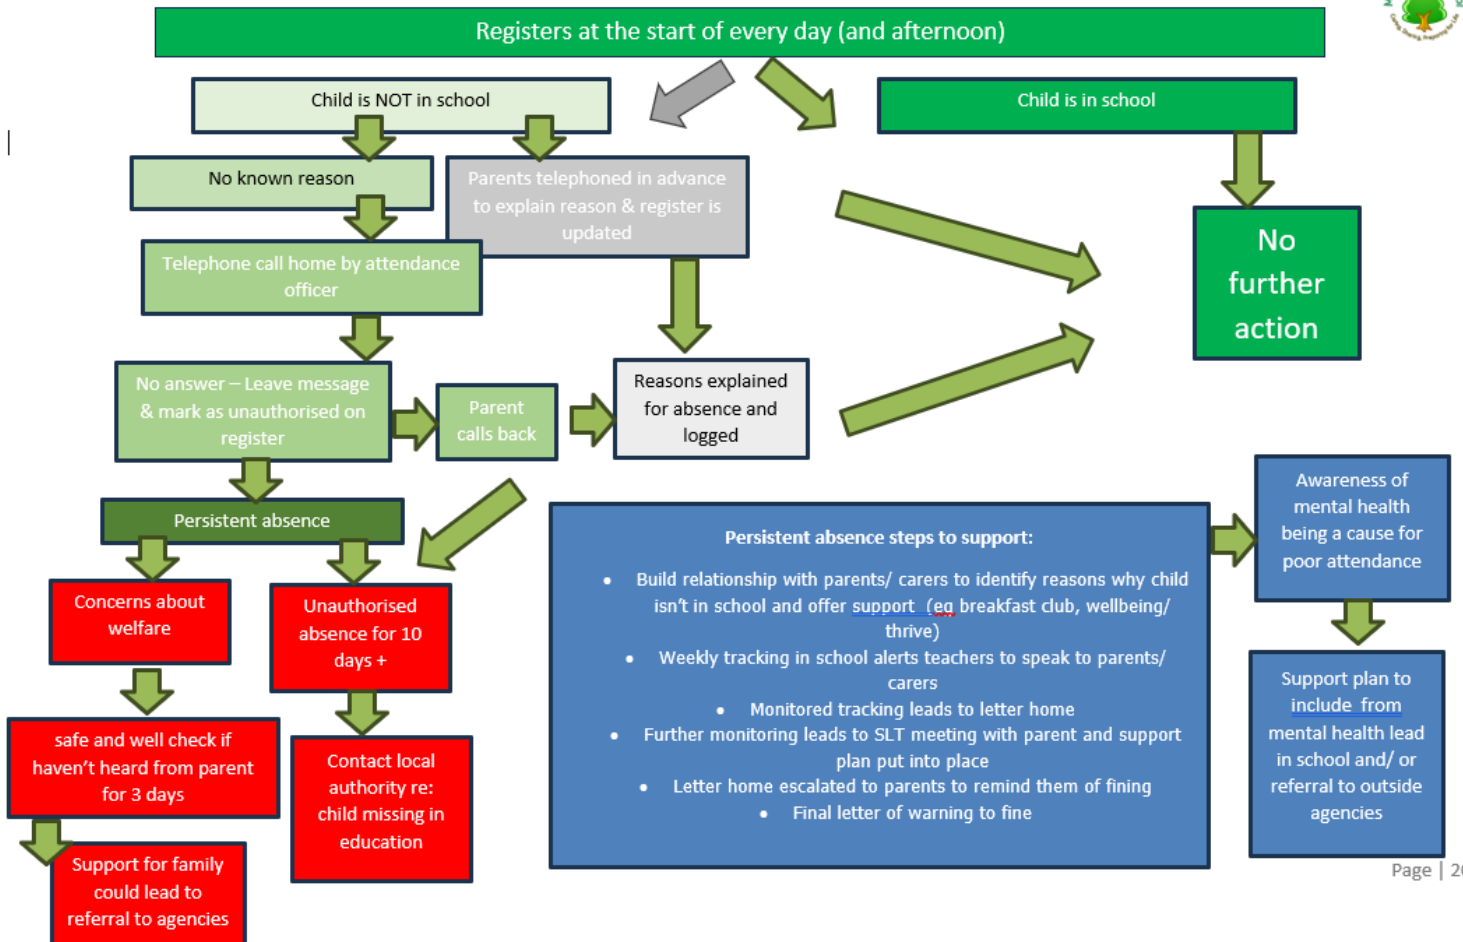 Registers at the start of every day (and afternoon)
Child is NOT in school
Child is in school
No known reason
Parents telephoned in advance
to explain reason & register is
updated
No
further
action
Telephone call home by attendance
officer
No answer – Leave message
& mark as unauthorised on
register
Parent
calls back
Reasons explained
for absence and
logged
Persistent absence
Concerns about
welfare
Unauthorised
absence for 10
days +
safe and well check if
haven't heard from parent
for 3 days
Contact local
authority re:
child missing in
education
Support for family
could lead to
referral to agencies
Persistent absence steps to support:
• Build relationship with parents/ carers to identify reasons why child
isn't in school and offer support (eg breakfast club, wellbeing/
thrive)
• Weekly tracking in school alerts teachers to speak to parents/
carers
• Monitored tracking leads to letter home
• Further monitoring leads to SLT meeting with parent and support
plan put into place
• Letter home escalated to parents to remind them of fining
• Final letter of warning to fine
Awareness of
mental health
being a cause for
poor attendance
Support plan to
include from
mental health lead
in school and/ or
referral to outside
agencies
Page | 20